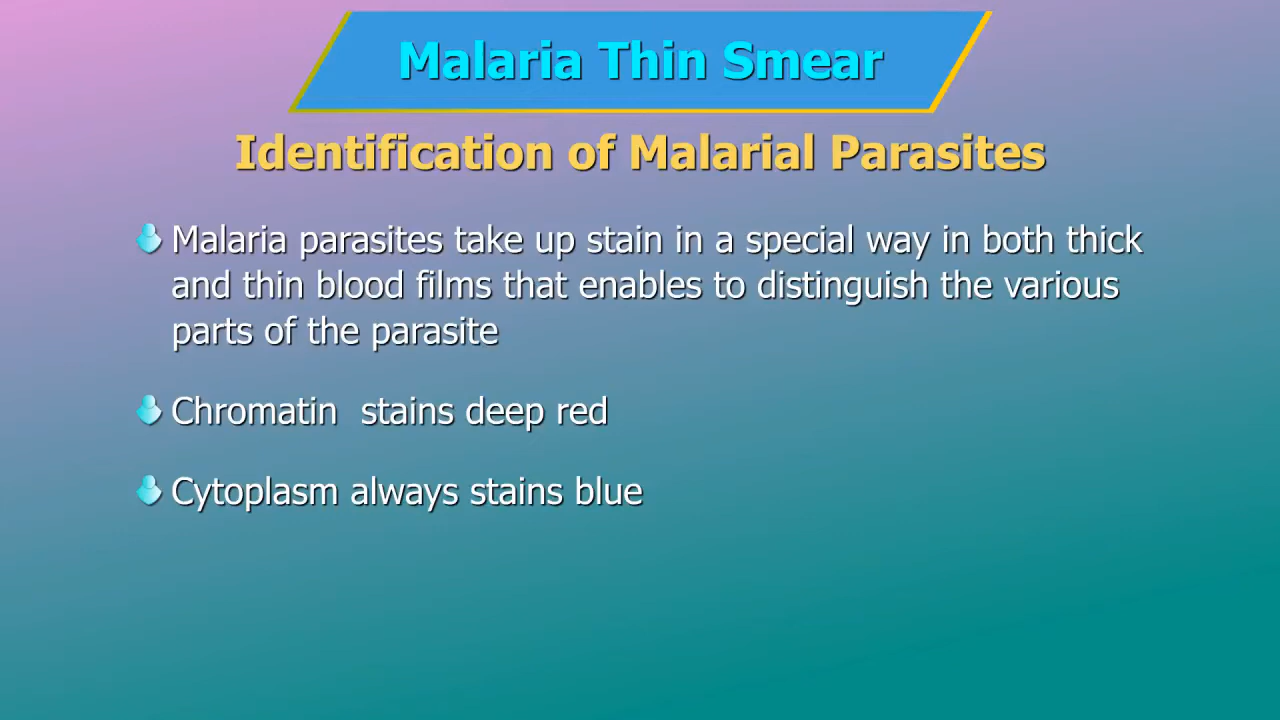 Malaria Thin Smear
Identification of Malarial Parasites
Malaria parasites take up stain in a special way in both thick
and thin blood films that enables to distinguish the various
parts of the parasite
Chromatin  stains deep red
Cytoplasm always stains blue